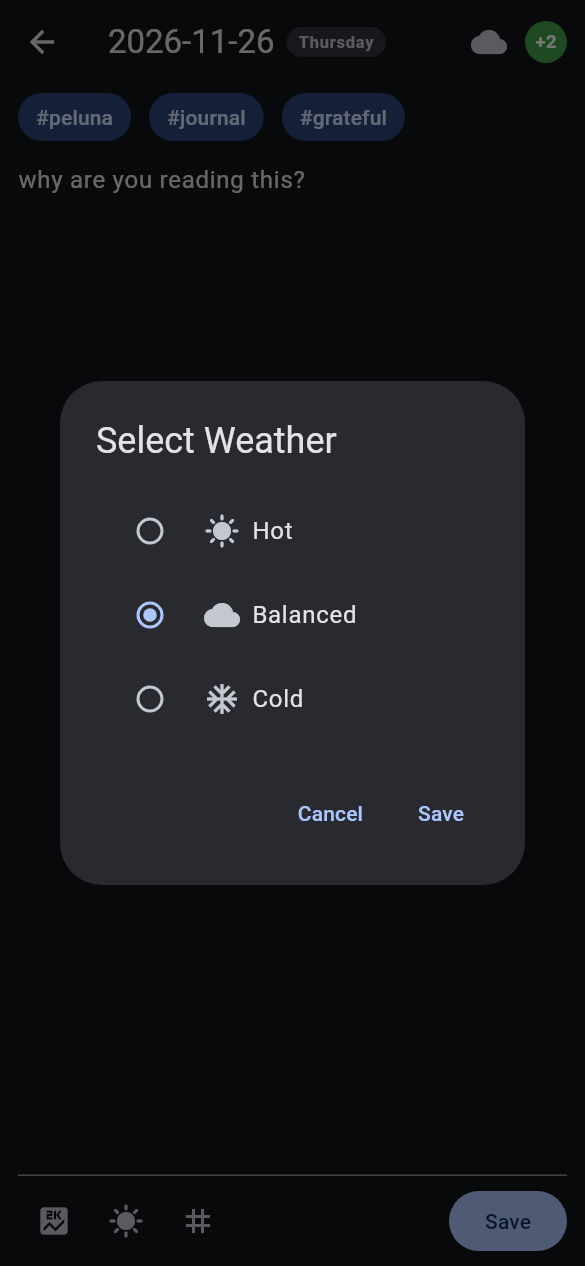 2026-11-26 Thursday +2
#peluna #journal #grateful
why are you reading this?
Select Weather
Hot
Balanced
Cold
Cancel Save
2K Save